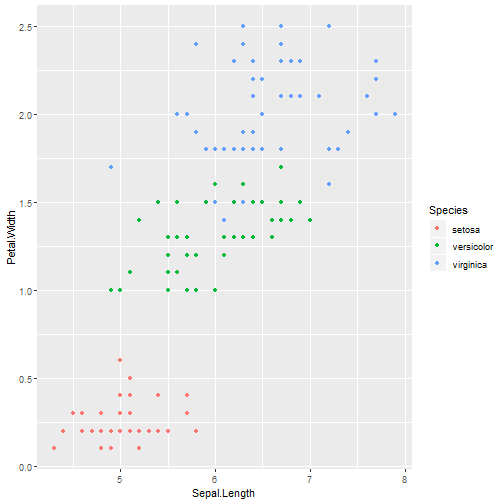 2.5
2.0
1.5
1.0
0.5
0.0
Petal.Width
5 6 7 8
Sepal.Length
Species
setosa
versicolor
virginica